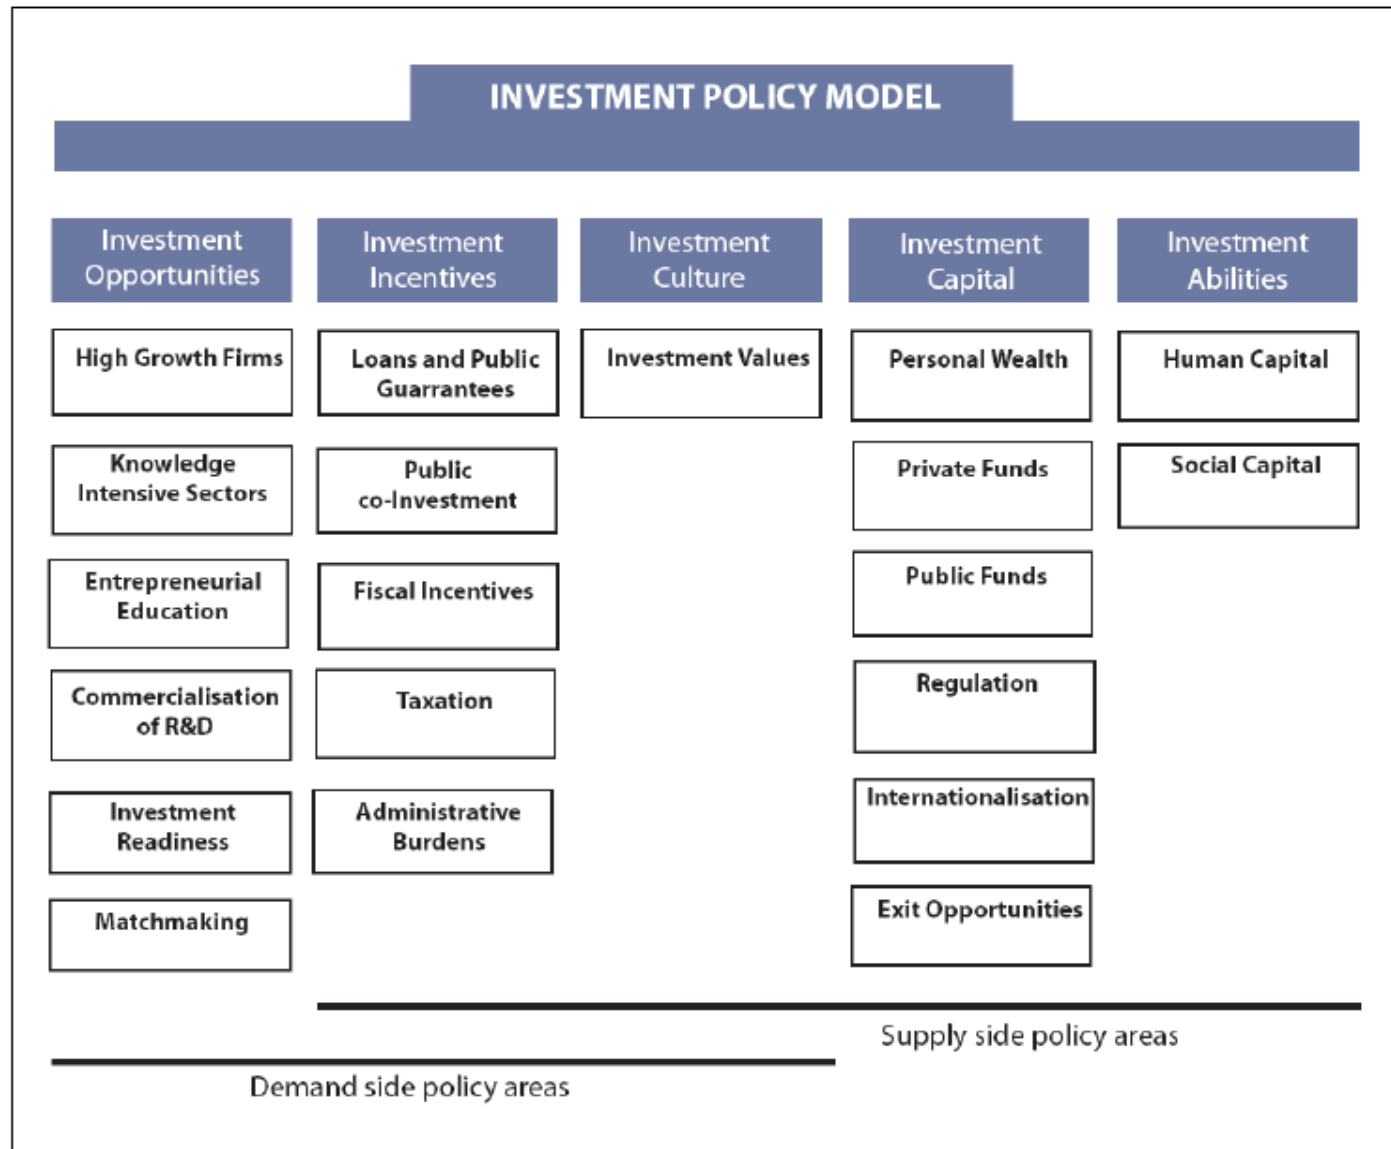 INVESTMENT POLICY MODEL
Investment
Opportunities
Investment
Incentives
Investment
Culture
Investment
Capital
Investment
Abilities
High Growth Firms
Knowledge
Intensive Sectors
Entrepreneurial
Education
Commercialisation
of R&D
Investment
Readiness
Matchmaking
Loans and Public
Guarrantees
Public
co-Investment
Fiscal Incentives
Taxation
Administrative
Burdens
Investment Values
Personal Wealth
Private Funds
Public Funds
Regulation
Internationalisation
Exit Opportunities
Human Capital
Social Capital
Supply side policy areas
Demand side policy areas